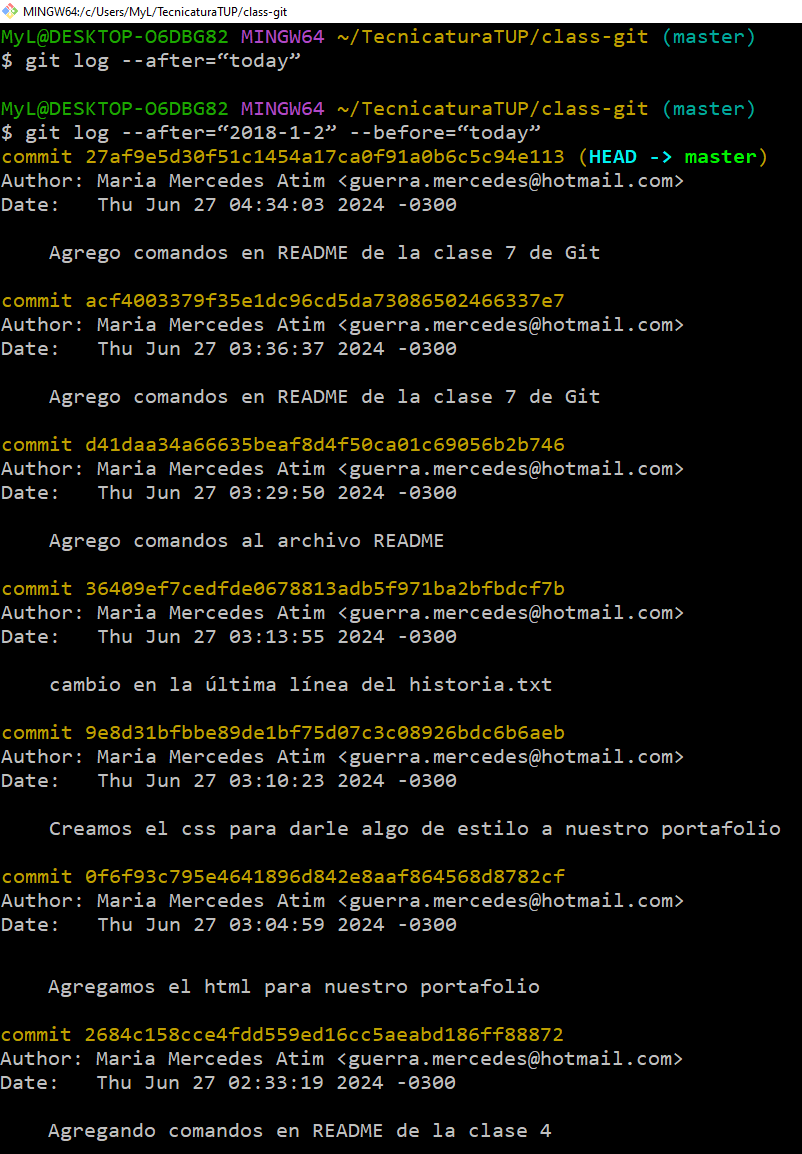 MINGW64:/c/Users/MyL/TecnicaturaTUP/class-git
MyL@DESKTOP-O6DBG82 MINGW64 ~/TecnicaturaTUP/class-git (master)
$ git log --after=“today”
MyL@DESKTOP-O6DBG82 MINGW64 ~/TecnicaturaTUP/class-git (master)
$ git log --after=“2018-1-2” --before=“today”
commit 27af9e5d30f51c1454a17ca0f91a0b6c5c94e113 (HEAD -> master)
Author: Maria Mercedes Atim <guerra.mercedes@hotmail.com>
Date:   Thu Jun 27 04:34:03 2024 -0300
Agrego comandos en README de la clase 7 de Git
commit acf4003379f35e1dc96cd5da73086502466337e7
Author: Maria Mercedes Atim <guerra.mercedes@hotmail.com>
Date:   Thu Jun 27 03:36:37 2024 -0300
Agrego comandos en README de la clase 7 de Git
commit d41daa34a66635beaf8d4f50ca01c69056b2b746
Author: Maria Mercedes Atim <guerra.mercedes@hotmail.com>
Date:   Thu Jun 27 03:29:50 2024 -0300
Agrego comandos al archivo README
commit 36409ef7cedfde0678813adb5f971ba2bfbdcf7b
Author: Maria Mercedes Atim <guerra.mercedes@hotmail.com>
Date:   Thu Jun 27 03:13:55 2024 -0300
cambio en la última línea del historia.txt
commit 9e8d31bfbbe89de1bf75d07c3c08926bdc6b6aeb
Author: Maria Mercedes Atim <guerra.mercedes@hotmail.com>
Date:   Thu Jun 27 03:10:23 2024 -0300
Creamos el css para darle algo de estilo a nuestro portafolio
commit 0f6f93c795e4641896d842e8aaf864568d8782cf
Author: Maria Mercedes Atim <guerra.mercedes@hotmail.com>
Date:   Thu Jun 27 03:04:59 2024 -0300
Agregamos el html para nuestro portafolio
commit 2684c158cce4fdd559ed16cc5aeabd186ff88872
Author: Maria Mercedes Atim <guerra.mercedes@hotmail.com>
Date:   Thu Jun 27 02:33:19 2024 -0300
Agregando comandos en README de la clase 4